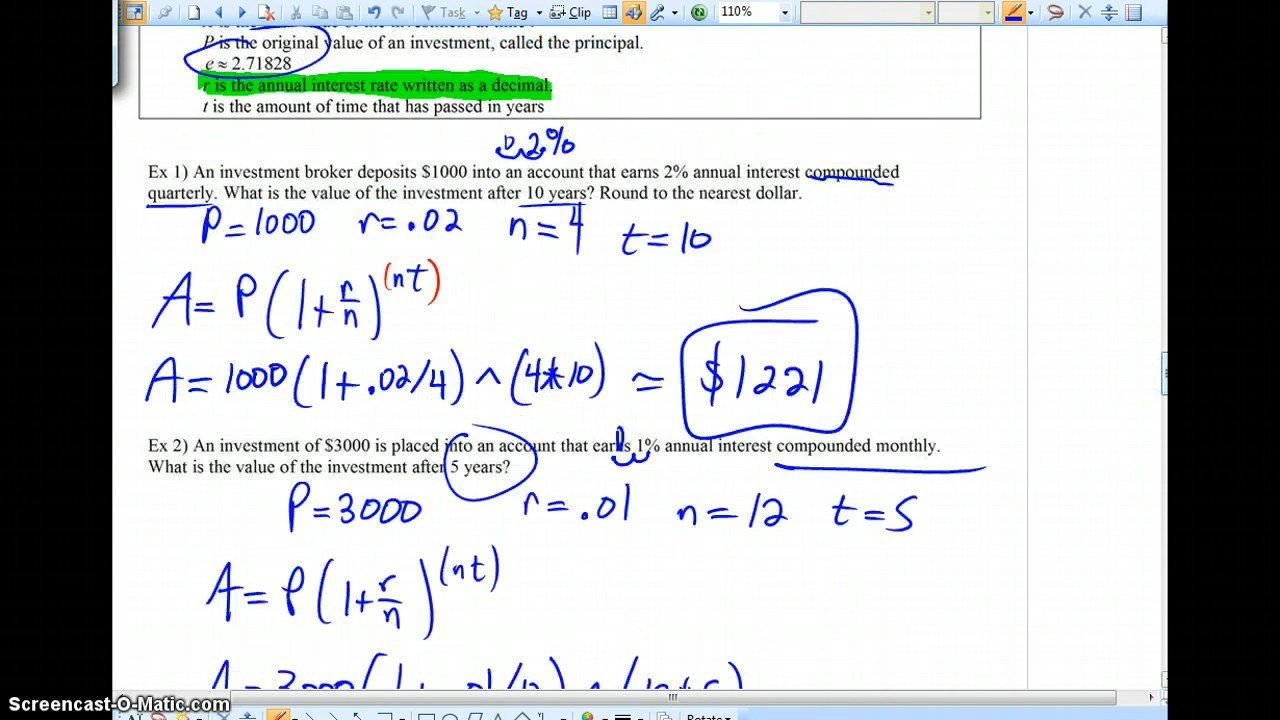 110%
Task
Tag
Clip
P is the original value of an investment, called the principal.
e ≈ 2.71828
r is the annual interest rate written as a decimal.
t is the amount of time that has passed in years
2%
Ex 1) An investment broker deposits $1000 into an account that earns 2% annual interest compounded
quarterly. What is the value of the investment after 10 years? Round to the nearest dollar.
P = 1000 r = .02 n = 4 t = 10
A = P(1 + r/n)^(nt)
A = 1000(1 + .02/4)^(4*10) ≃ $1221
Ex 2) An investment of $3000 is placed into an account that earns 1% annual interest compounded monthly.
What is the value of the investment after 5 years?
P = 3000 r = .01 n = 12 t = 5
A = P(1 + r/n)^(nt)
Screencast-O-Matic.com
Rotate